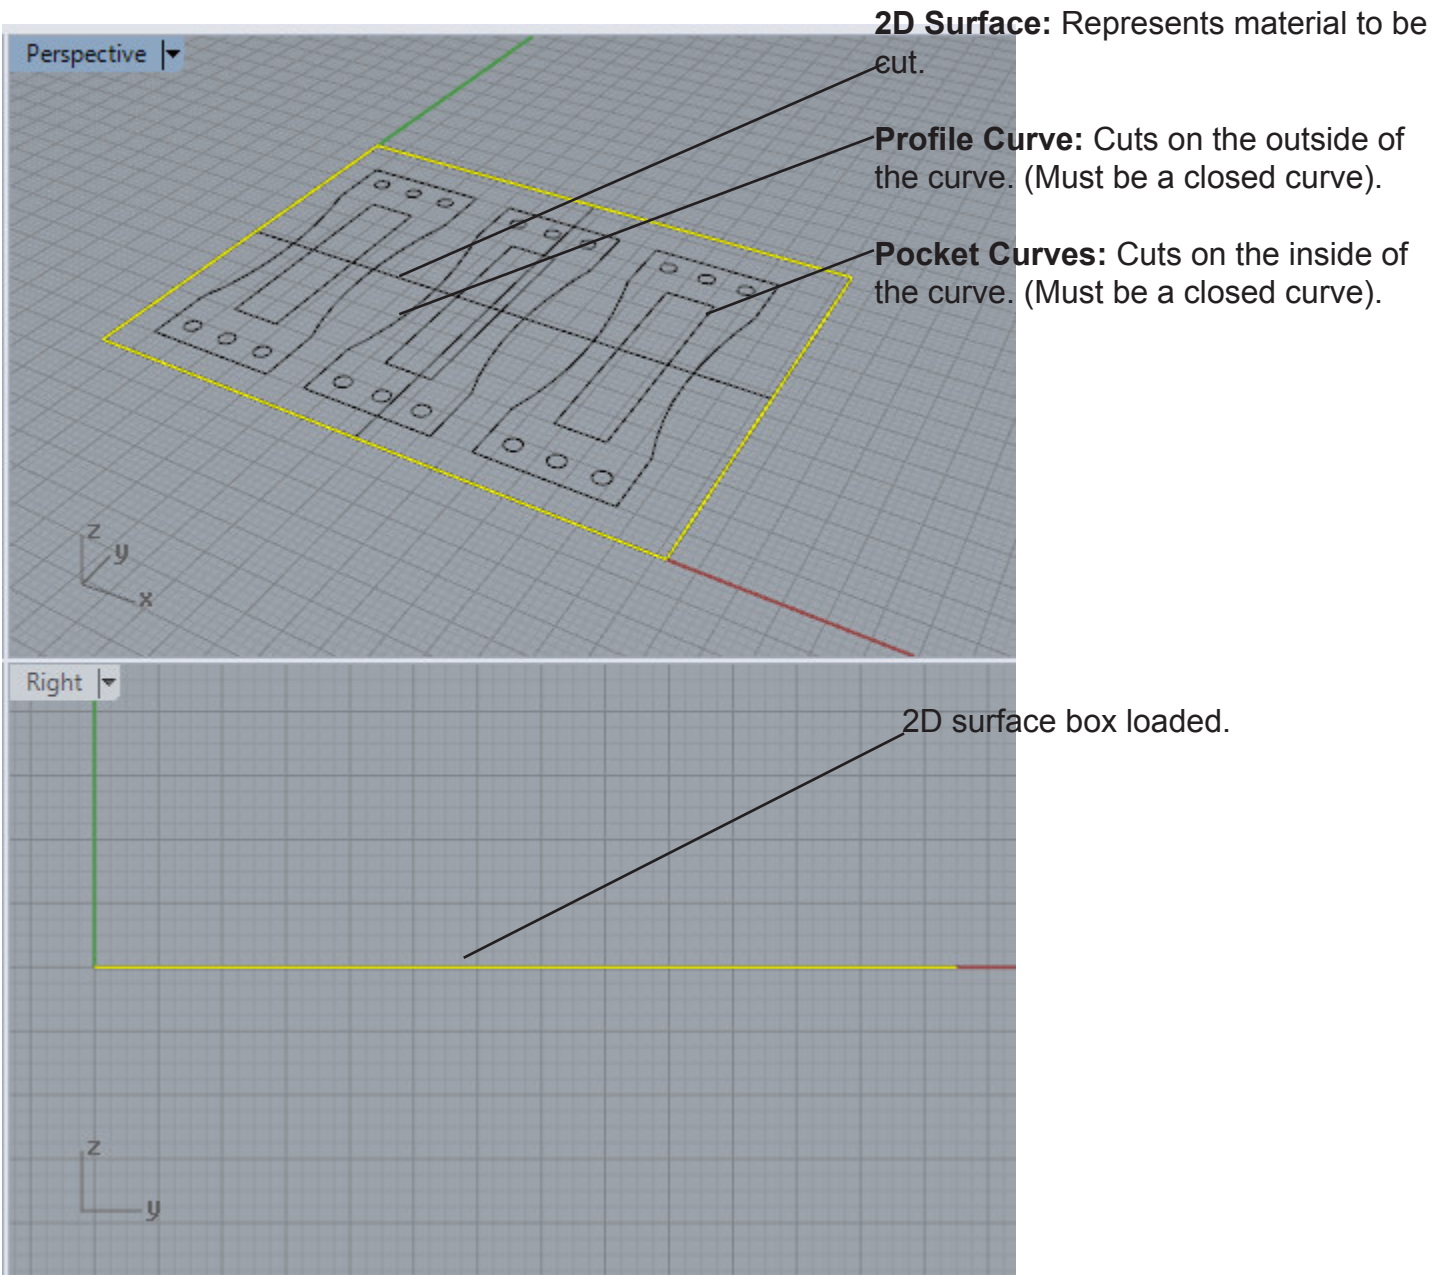 2D Surface: Represents material to be
cut.
Perspective
Profile Curve: Cuts on the outside of
the curve. (Must be a closed curve).
Pocket Curves: Cuts on the inside of
the curve. (Must be a closed curve).
z
y
x
Right
2D surface box loaded.
z
y